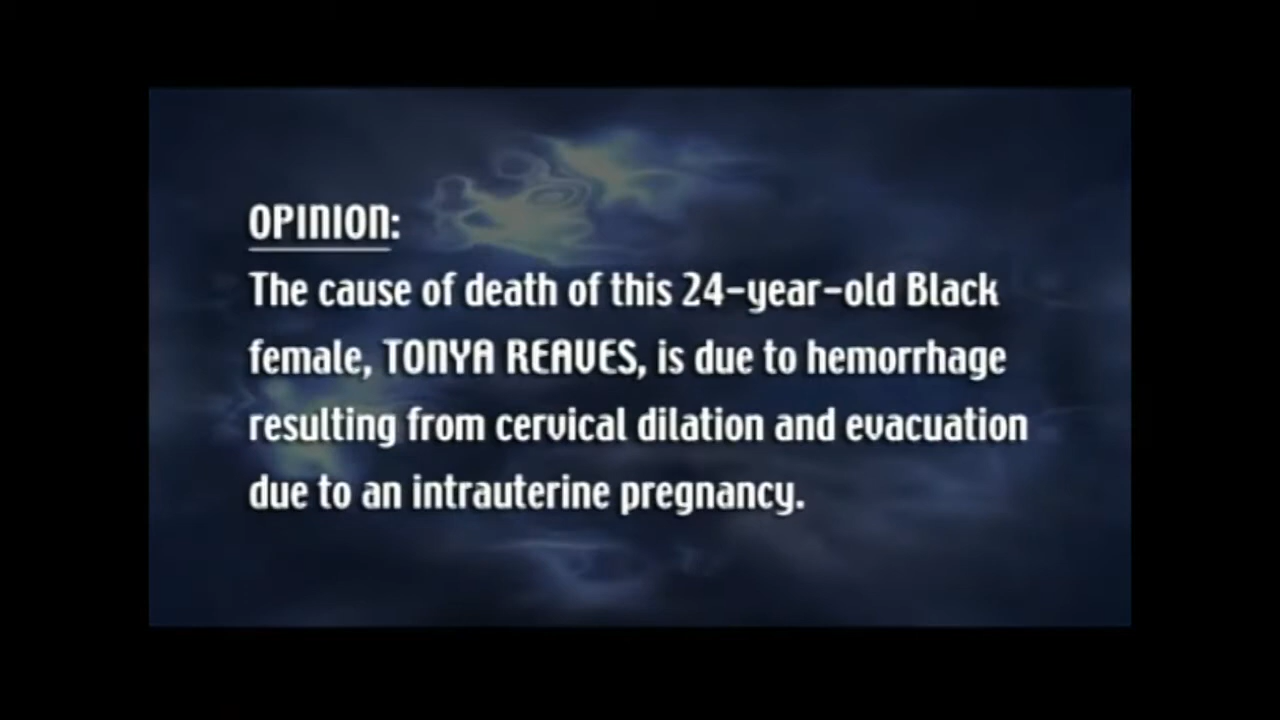 OPINION:
The cause of death of this 24-year-old Black
female, TONYA REAVES, is due to hemorrhage
resulting from cervical dilation and evacuation
due to an intrauterine pregnancy.